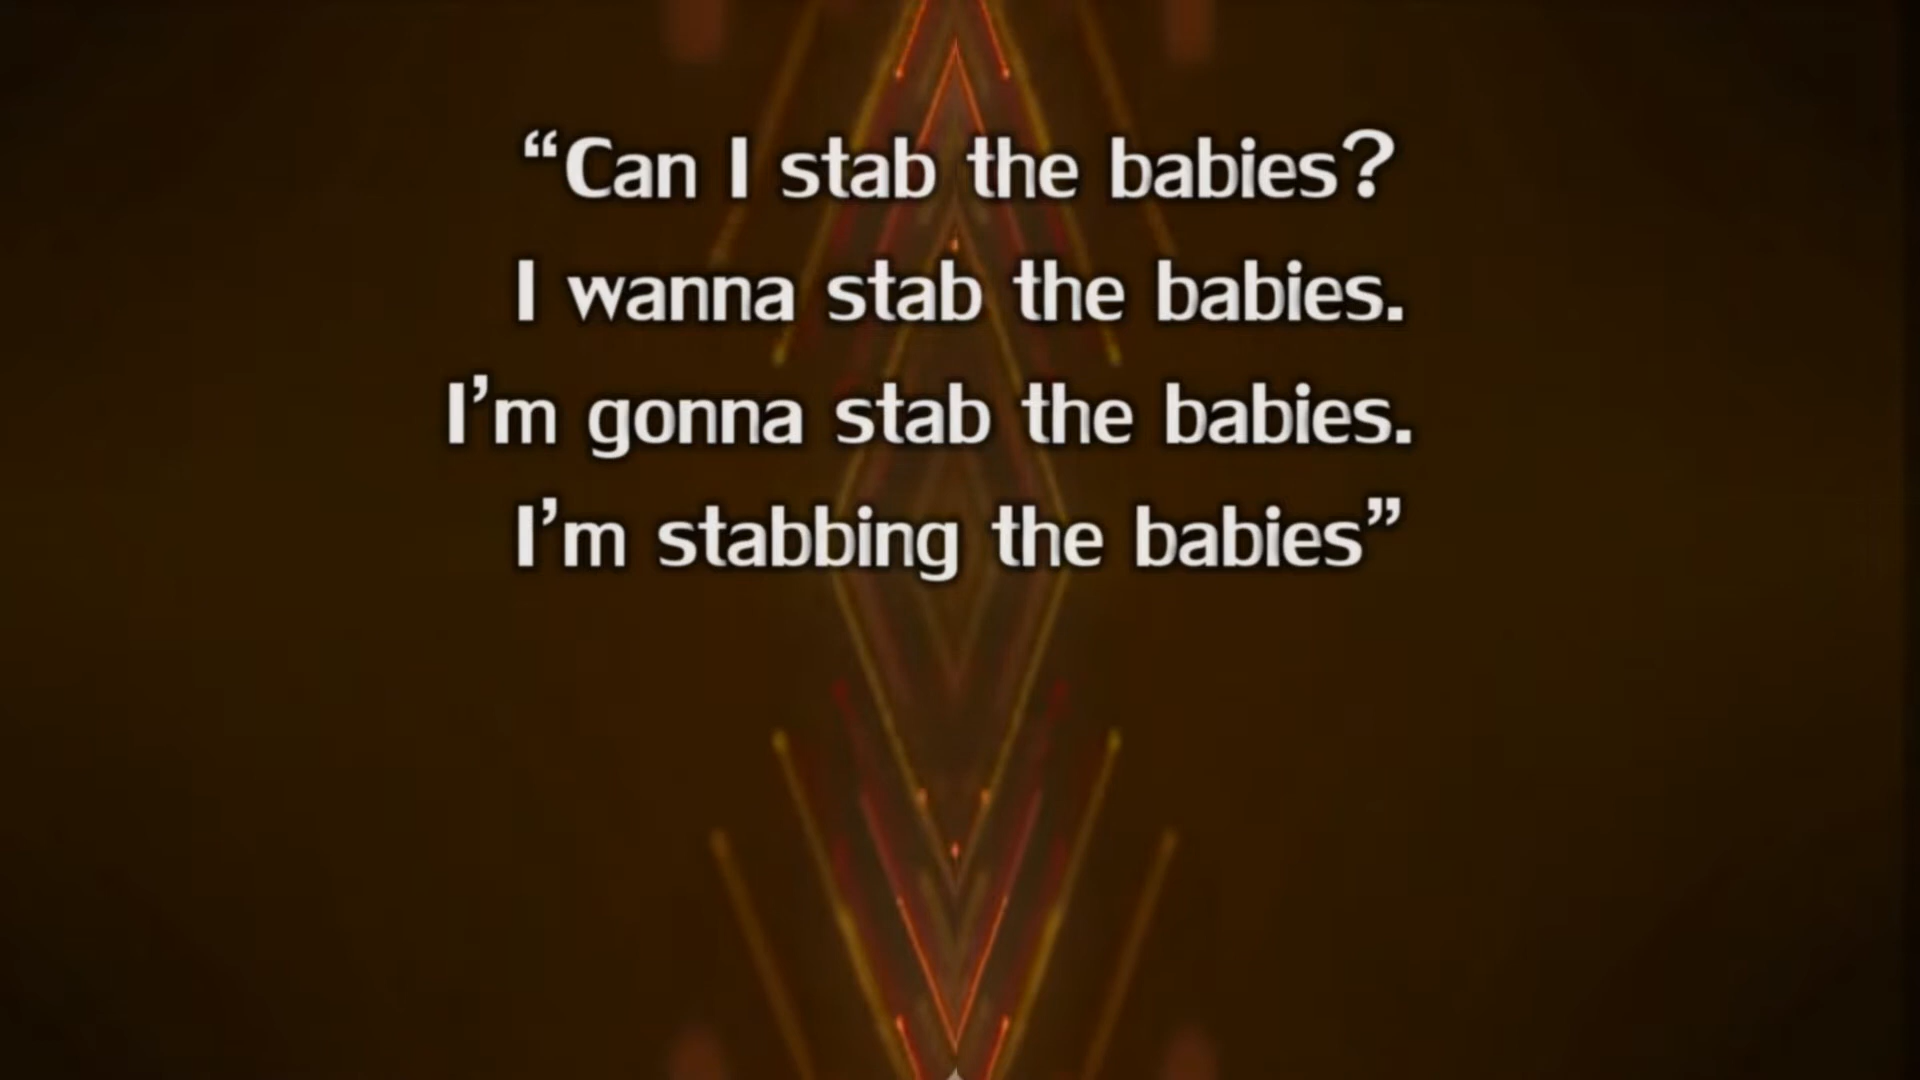 “Can I stab the babies?
I wanna stab the babies.
I’m gonna stab the babies.
I’m stabbing the babies”